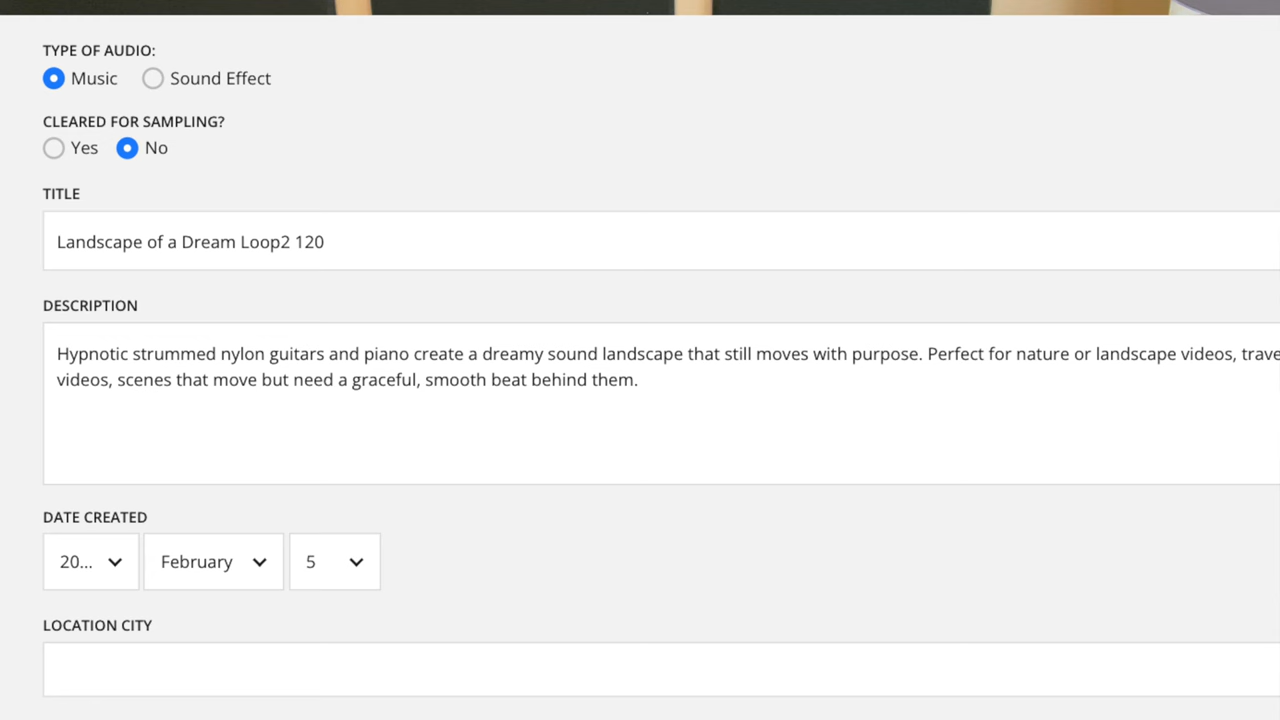 TYPE OF AUDIO:
Music Sound Effect
CLEARED FOR SAMPLING?
Yes No
TITLE
Landscape of a Dream Loop2 120
DESCRIPTION
Hypnotic strummed nylon guitars and piano create a dreamy sound landscape that still moves with purpose. Perfect for nature or landscape videos, trave
videos, scenes that move but need a graceful, smooth beat behind them.
DATE CREATED
20... February 5
LOCATION CITY